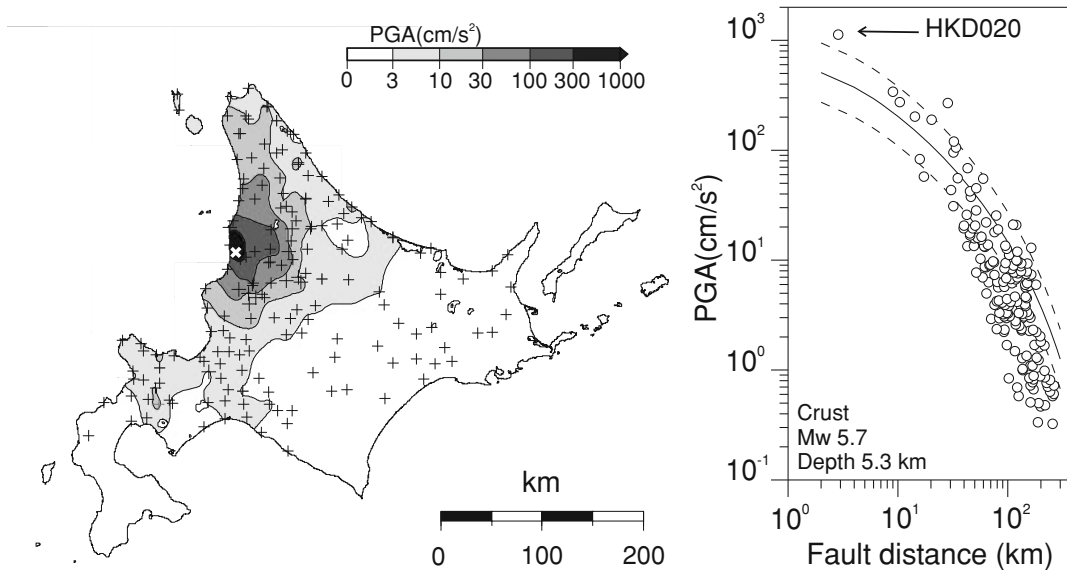 PGA(cm/s²)
0 3 10 30 100 300 1000
km
0 50 100 150 200
PGA(cm/s²)
10³
10²
10¹
10⁰
10⁻¹
HKD020
Crust
Mw 5.7
Depth 5.3 km
10⁰ 10¹ 10²
Fault distance (km)